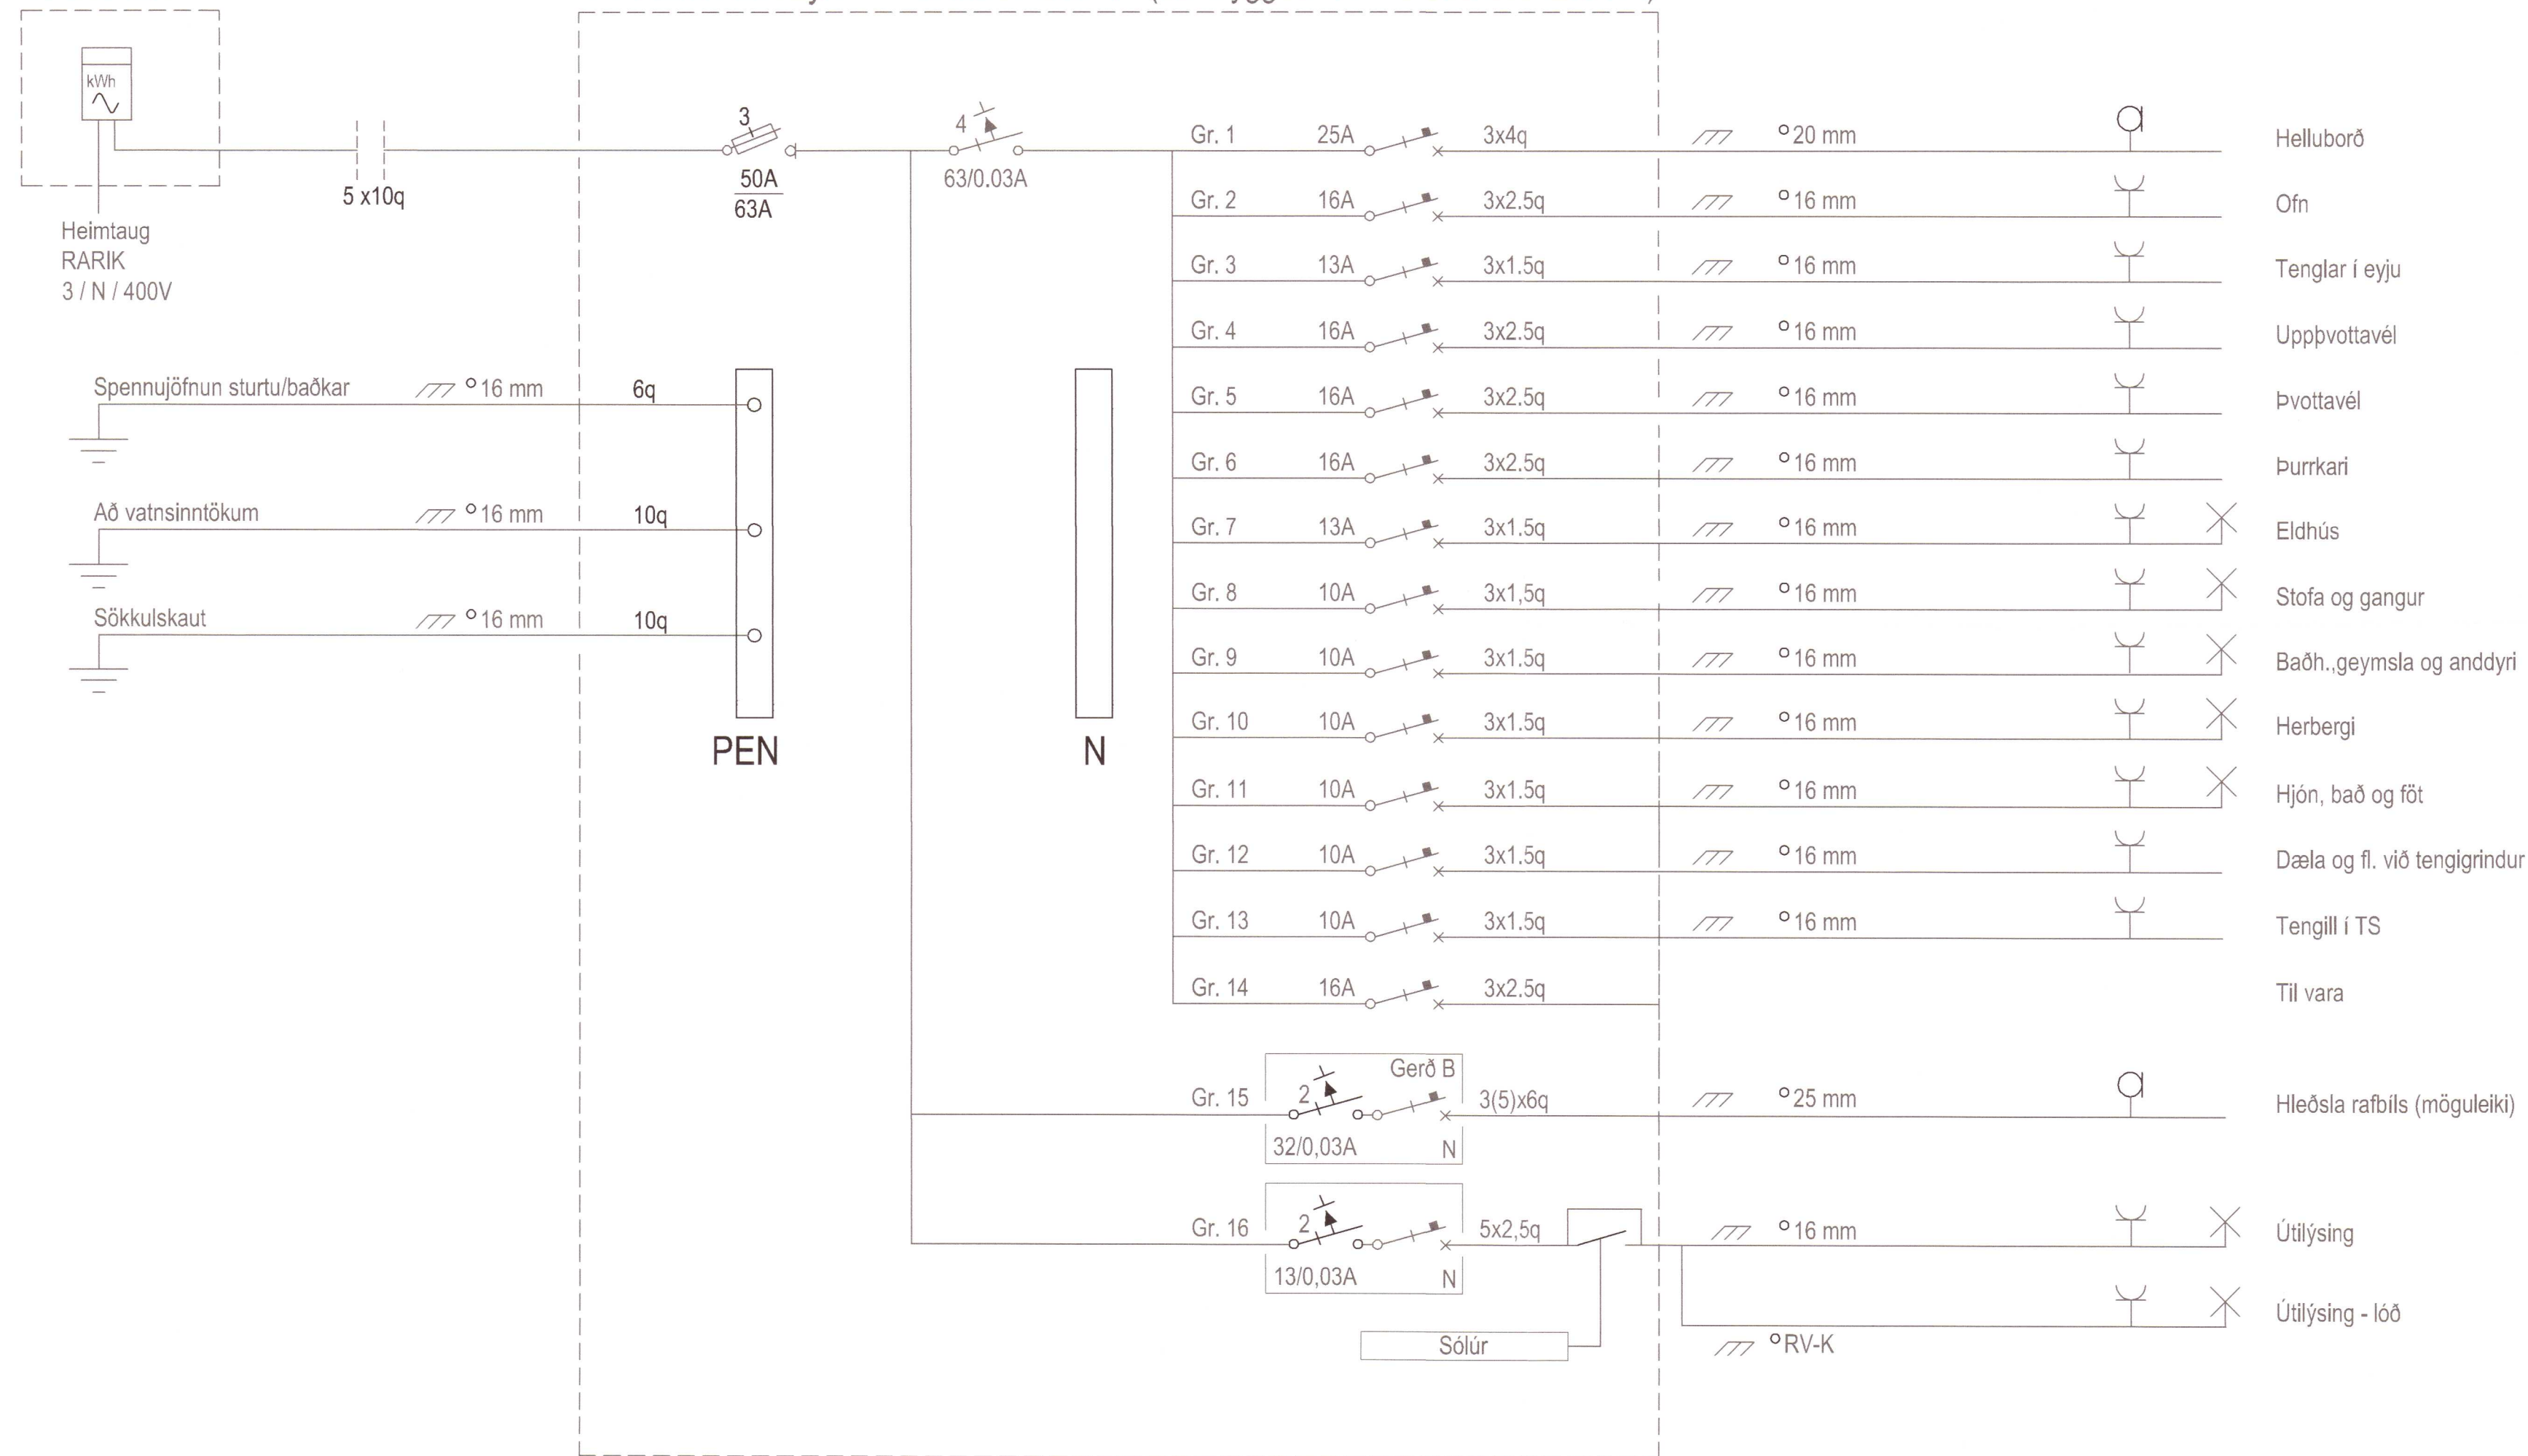 kWh
5 x10q
Heimtaug
RARIK
3 / N / 400V
3
50A
63A
4
63/0.03A
Spennujöfnun sturtu/baðkar 16 mm 6q
Að vatnsinntökum 16 mm 10q
Sökkulskaut 16 mm 10q
PEN
N
Gr. 1 25A 3x4q 20 mm Helluborð
Gr. 2 16A 3x2.5q 16 mm Ofn
Gr. 3 13A 3x1.5q 16 mm Tenglar í eyju
Gr. 4 16A 3x2.5q 16 mm Uppþvottavél
Gr. 5 16A 3x2.5q 16 mm Þvottavél
Gr. 6 16A 3x2.5q 16 mm Þurrkari
Gr. 7 13A 3x1.5q 16 mm Eldhús
Gr. 8 10A 3x1,5q 16 mm Stofa og gangur
Gr. 9 10A 3x1.5q 16 mm Baðh.,geymsla og anddyri
Gr. 10 10A 3x1.5q 16 mm Herbergi
Gr. 11 10A 3x1.5q 16 mm Hjón, bað og föt
Gr. 12 10A 3x1.5q 16 mm Dæla og fl. við tengigrindur
Gr. 13 10A 3x1.5q 16 mm Tengill í TS
Gr. 14 16A 3x2.5q Til vara
Gerð B
Gr. 15 2 3(5)x6q 25 mm Hleðsla rafbíls (möguleiki)
32/0,03A N
Gr. 16 2 5x2,5q 16 mm Útilýsing
13/0,03A N
Útilýsing - lóð
Sólúr RV-K